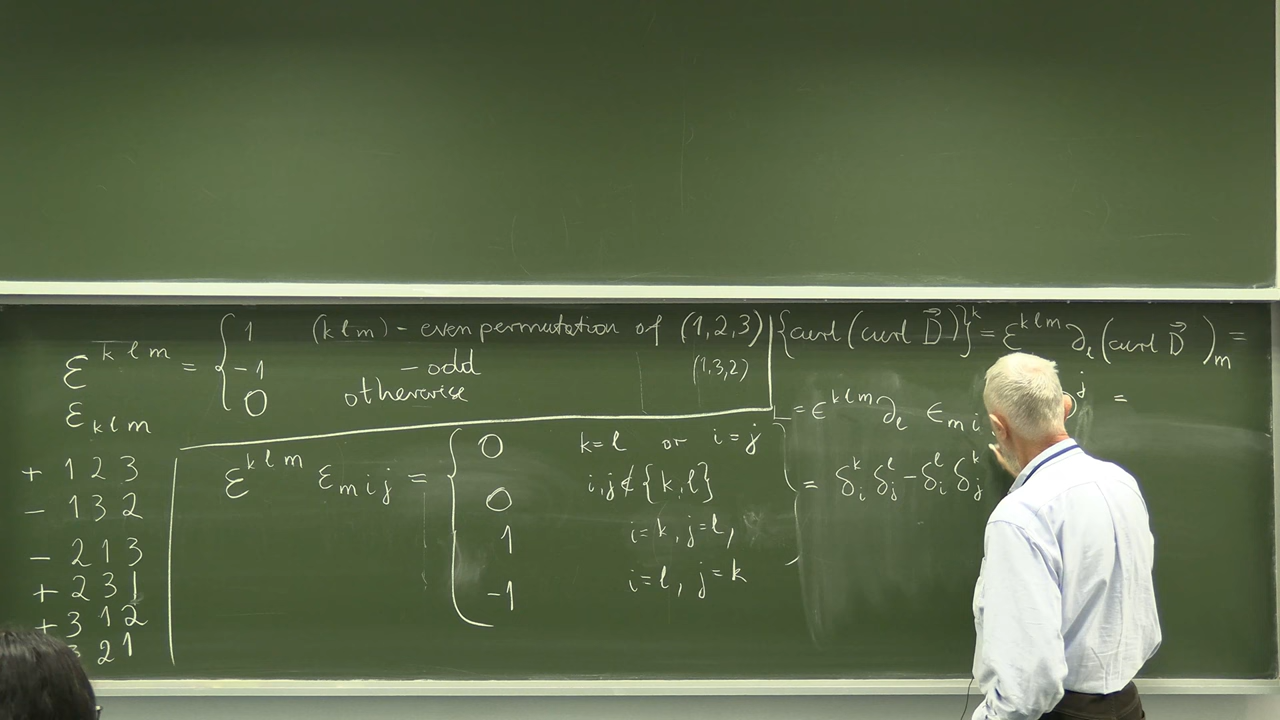 ε^{klm} = { 1 (klm) – even permutation of (1,2,3)
-1 – odd (1,3,2)
0 otherwise
ε_{klm}
+ 1 2 3
- 1 3 2
- 2 1 3
+ 2 3 1
+ 3 1 2
2 1
ε^{klm} ε_{mij} = { 0 k=l or i=j
0 i,j∉{k,l}
1 i=k, j=l,
-1 i=l, j=k
} = δ^k_i δ^l_j – δ^l_i δ^k_j
{curl(curl D⃗)}^k = ε^{klm} ∂_l (curl D⃗)_m =
= ϵ^{klm} ∂_l ϵ_{mi} ^j =